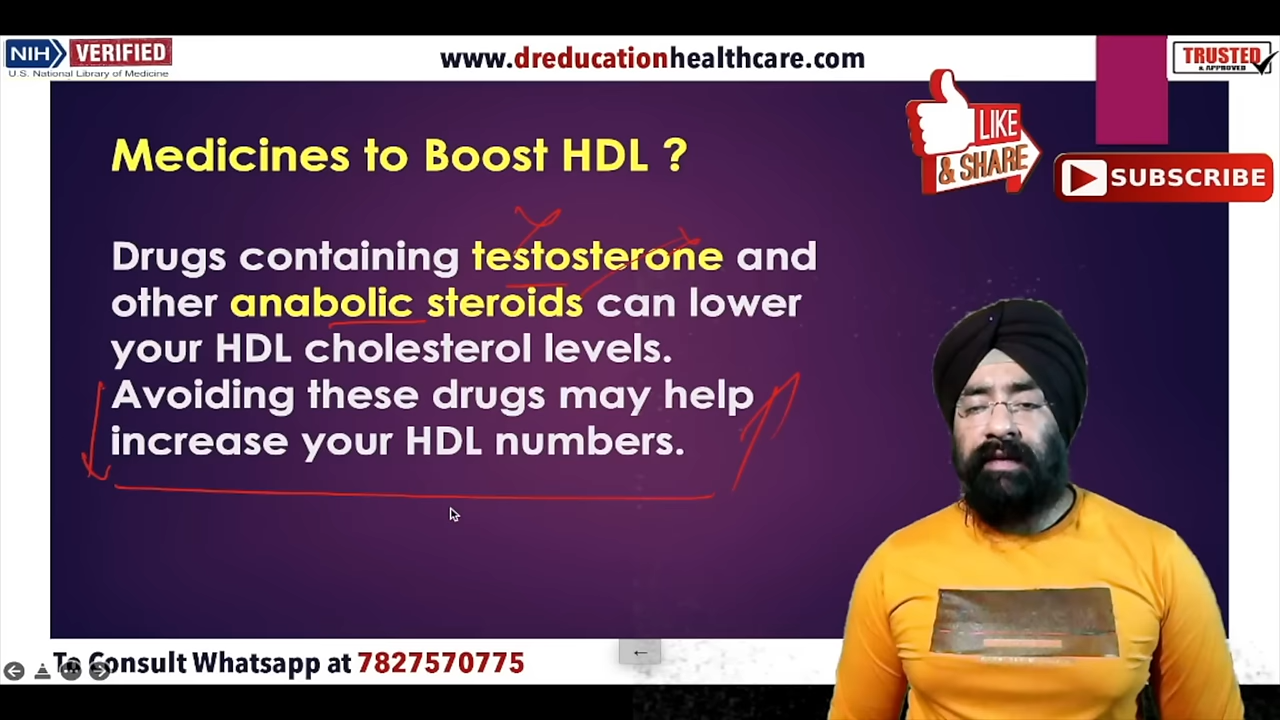 NIH VERIFIED
U.S. National Library of Medicine
www.dreducationhealthcare.com
TRUSTED
& APPROVED
LIKE
& SHARE
SUBSCRIBE
Medicines to Boost HDL ?
Drugs containing testosterone and
other anabolic steroids can lower
your HDL cholesterol levels.
Avoiding these drugs may help
increase your HDL numbers.
To Consult Whatsapp at 7827570775